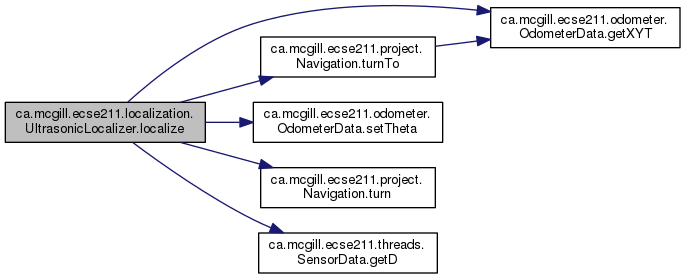 ca.mcgill.ecse211.localization.
UltrasonicLocalizer.localize
ca.mcgill.ecse211.odometer.
OdometerData.getXYT
ca.mcgill.ecse211.project.
Navigation.turnTo
ca.mcgill.ecse211.odometer.
OdometerData.setTheta
ca.mcgill.ecse211.project.
Navigation.turn
ca.mcgill.ecse211.threads.
SensorData.getD